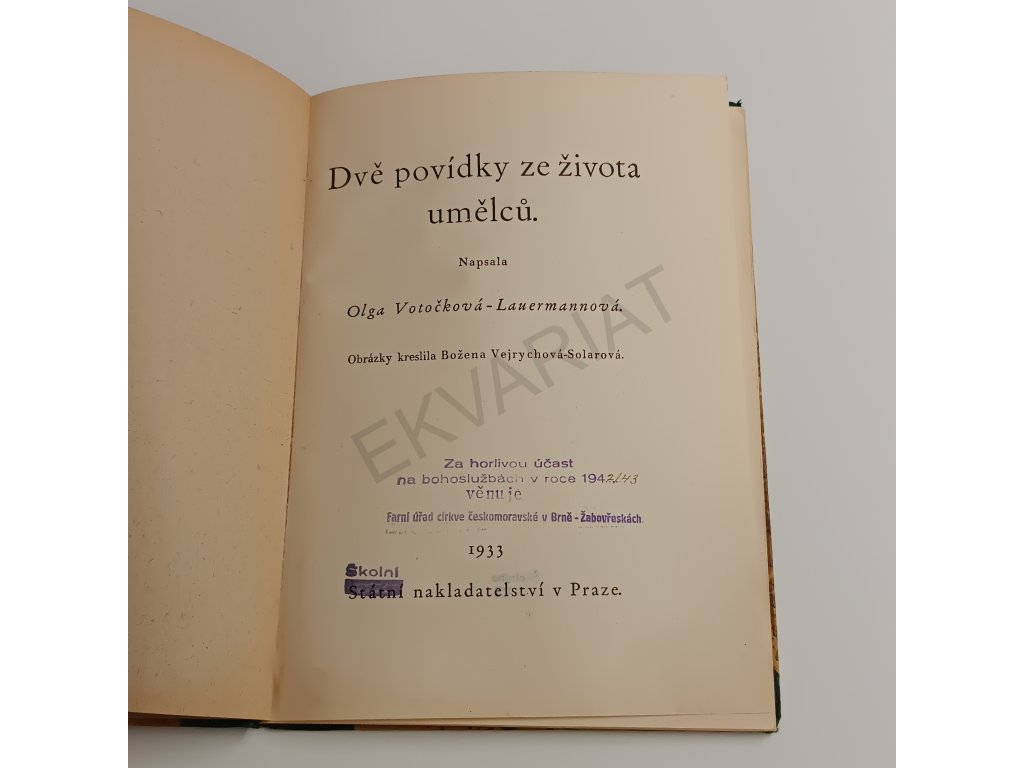 Dvě povídky ze života
umělců.
Napsala
Olga Votočková-Lauermannová.
Obrázky kreslila Božena Vejrychová-Solarová.
EKVARIAT
Za horlivou účast
na bohoslužbách v roce 1942/43
věnuje
Farní úřad církve českomoravské v Brně - Žabovřeskách.
1933
Školní
Státní nakladatelství v Praze.